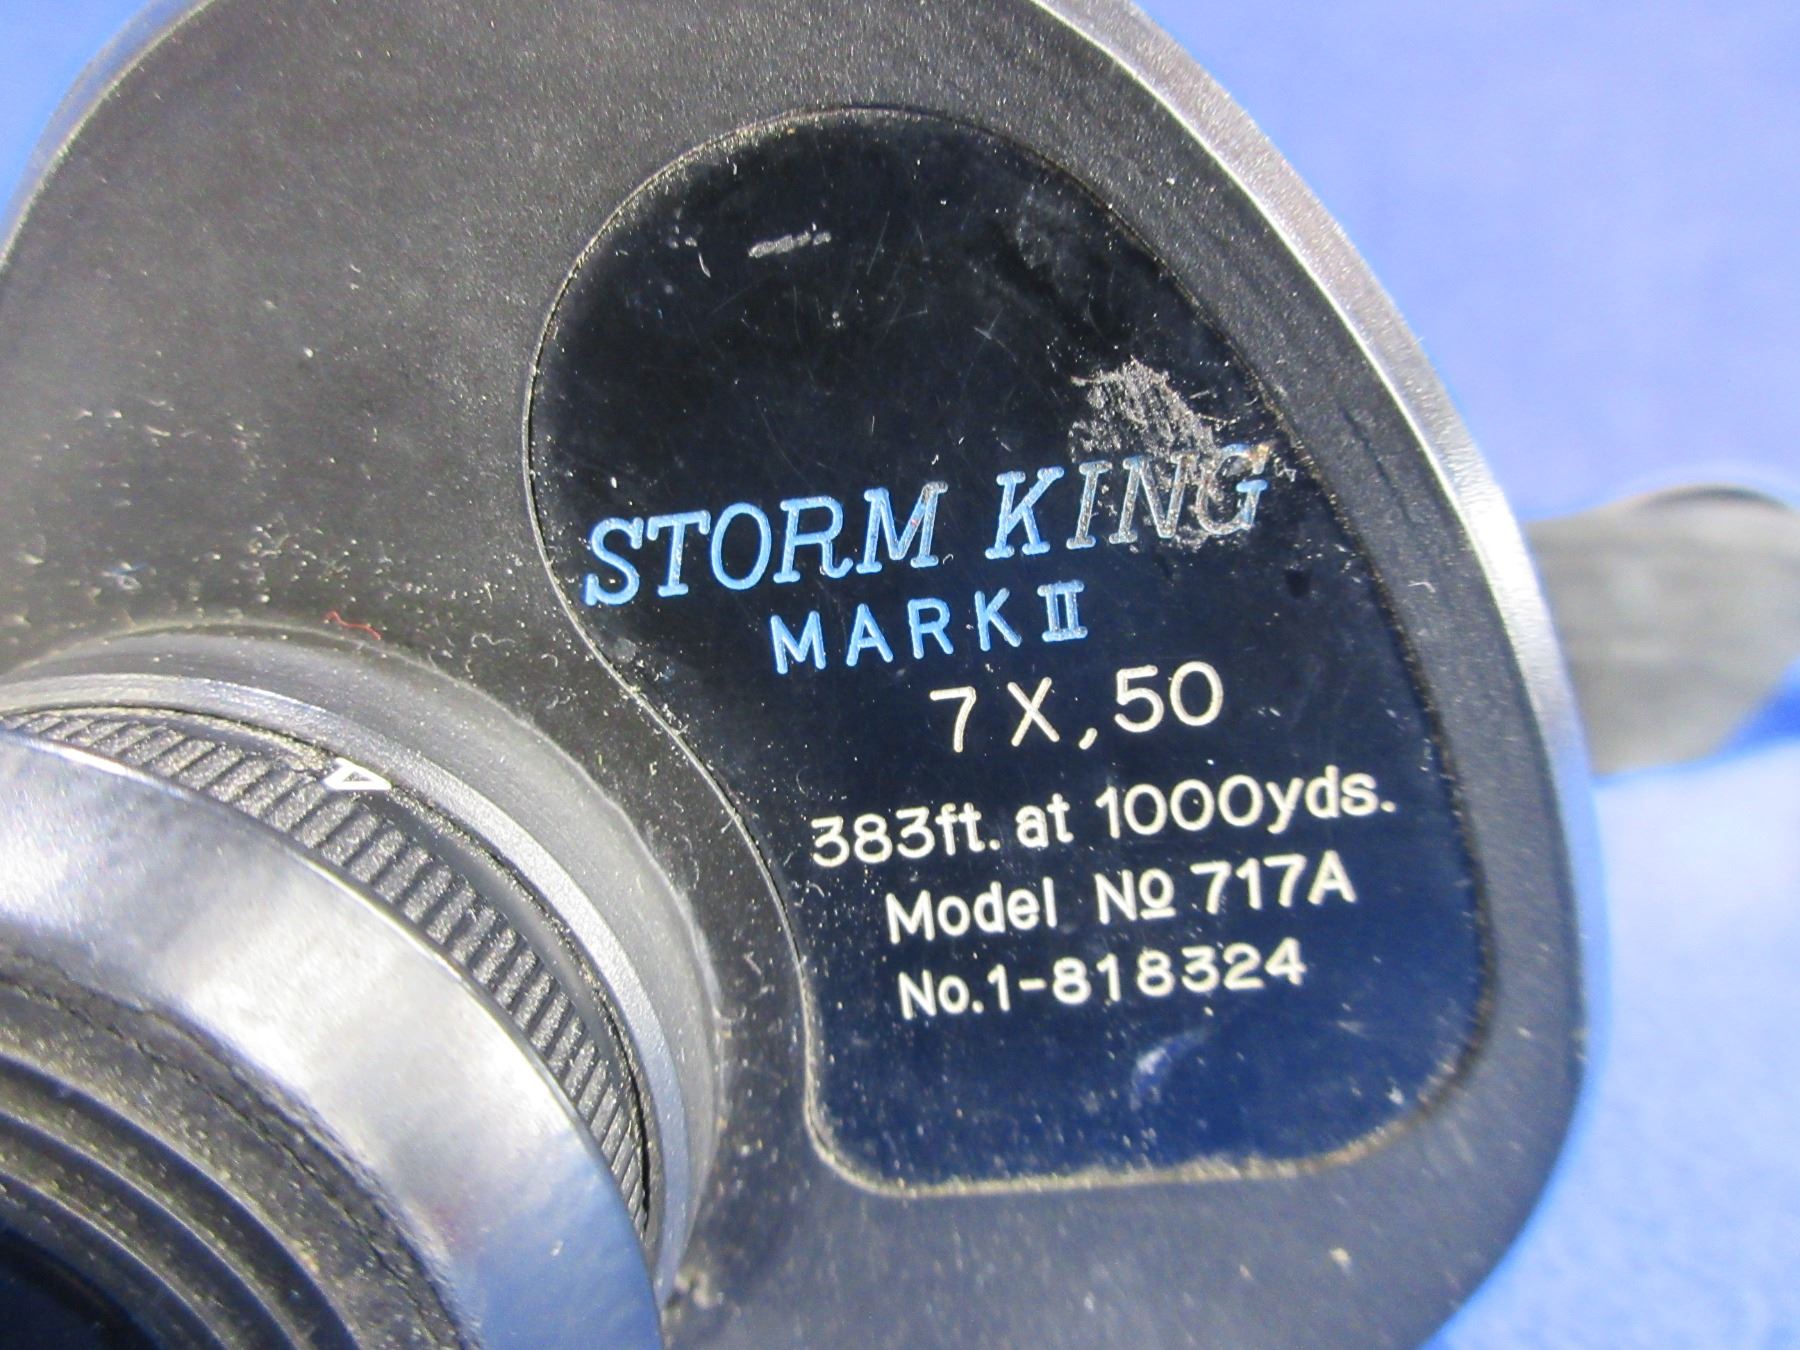 STORM KING
MARK II
7 X, 50
383ft. at 1000yds.
Model Nº 717A
No.1-818324